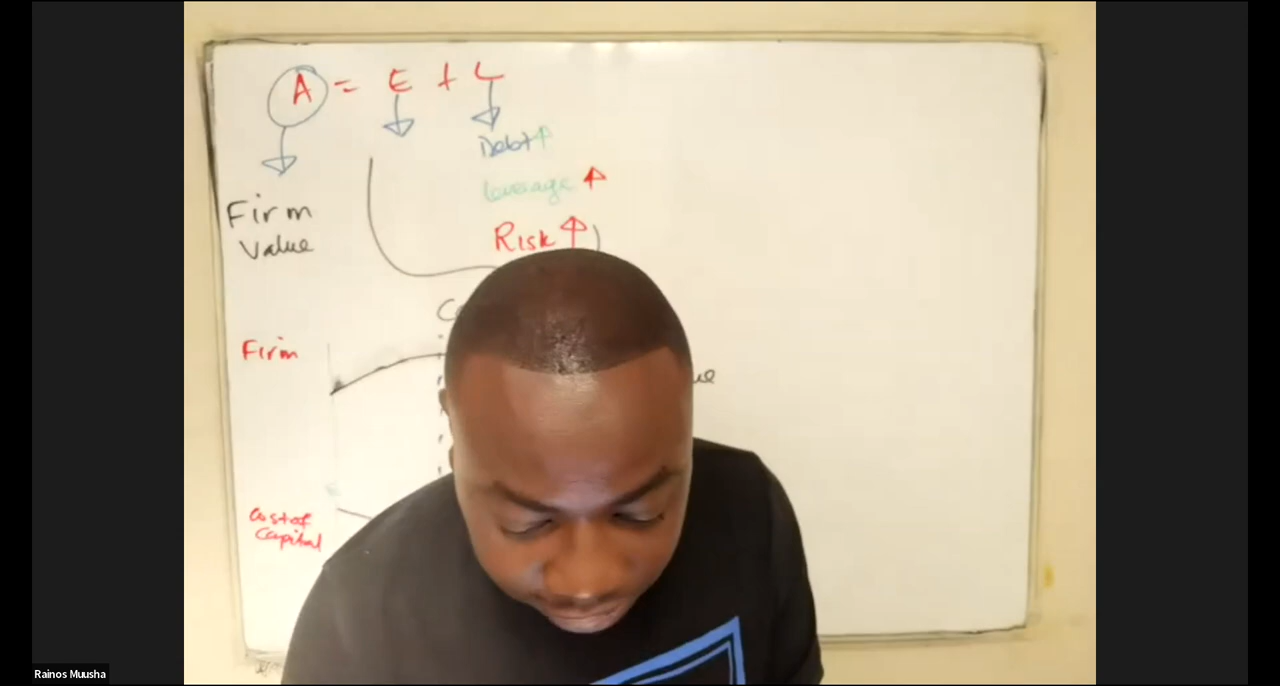 A = E + L
Debt
Leverage
Risk
Firm
Value
Firm
Cost of
Capital
Rainos Muusha